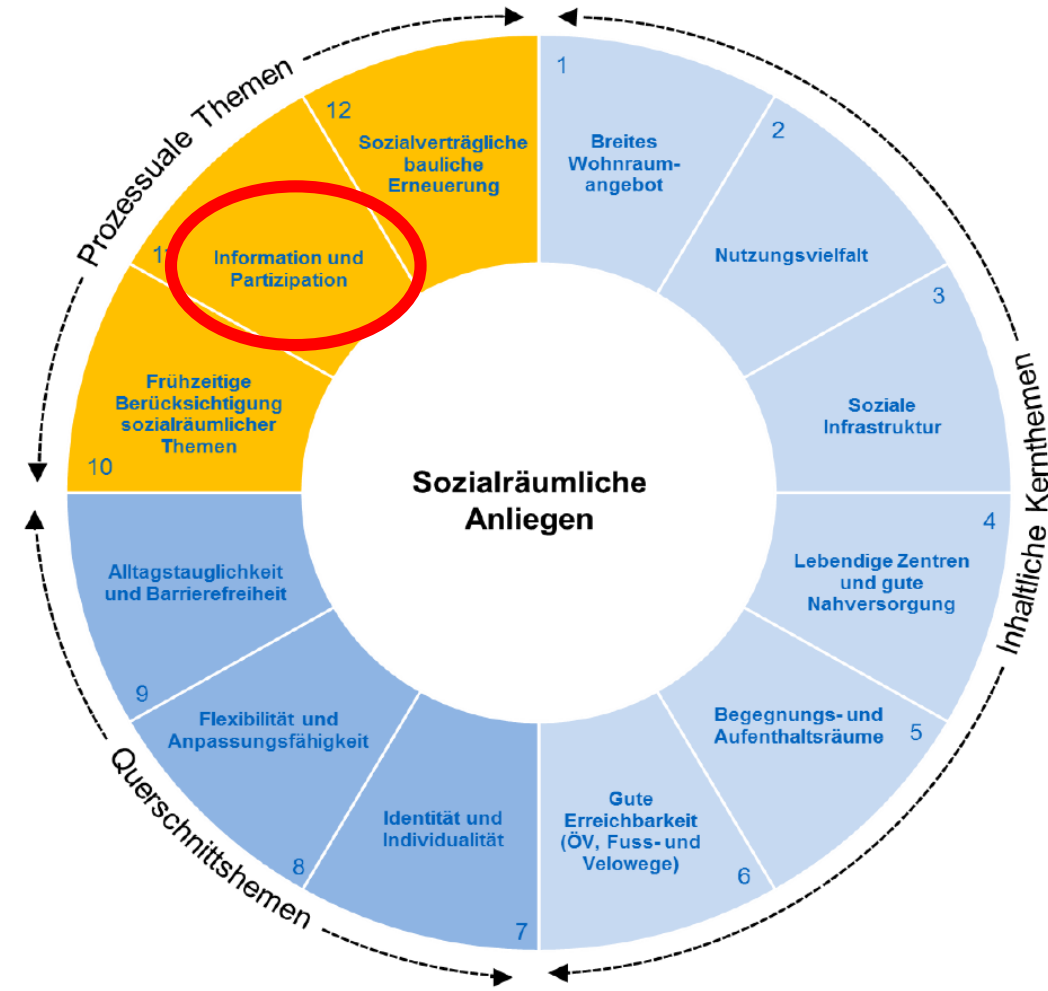 Prozessuale Themen
12
Sozialverträgliche
bauliche
Erneuerung
1
Breites
Wohnraum-
angebot
2
Nutzungsvielfalt
3
Soziale
Infrastruktur
Inhaltliche Kernthemen
4
Lebendige Zentren
und gute
Nahversorgung
Begegnungs- und
Aufenthaltsräume
5
Gute
Erreichbarkeit
(ÖV, Fuss- und
Velowege)
6
Identität und
Individualität
7
Flexibilität und
Anpassungsfähigkeit
8
Alltagstauglichkeit
und Barrierefreiheit
9
Querschnittshemen
Frühzeitige
Berücksichtigung
sozialräumlicher
Themen
10
Information und
Partizipation
Sozialräumliche
Anliegen